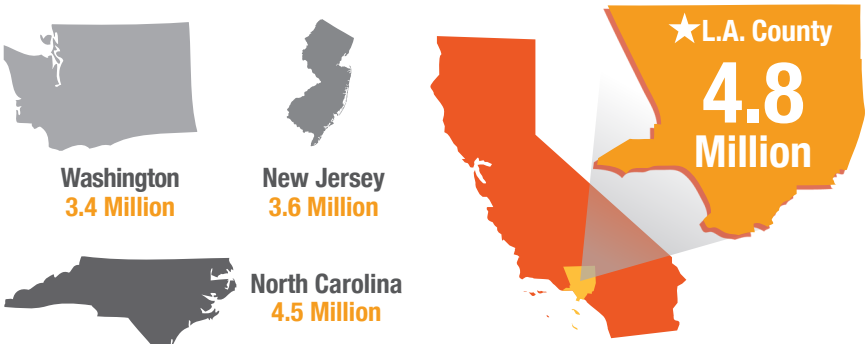 Washington
3.4 Million
New Jersey
3.6 Million
North Carolina
4.5 Million
L.A. County
4.8
Million